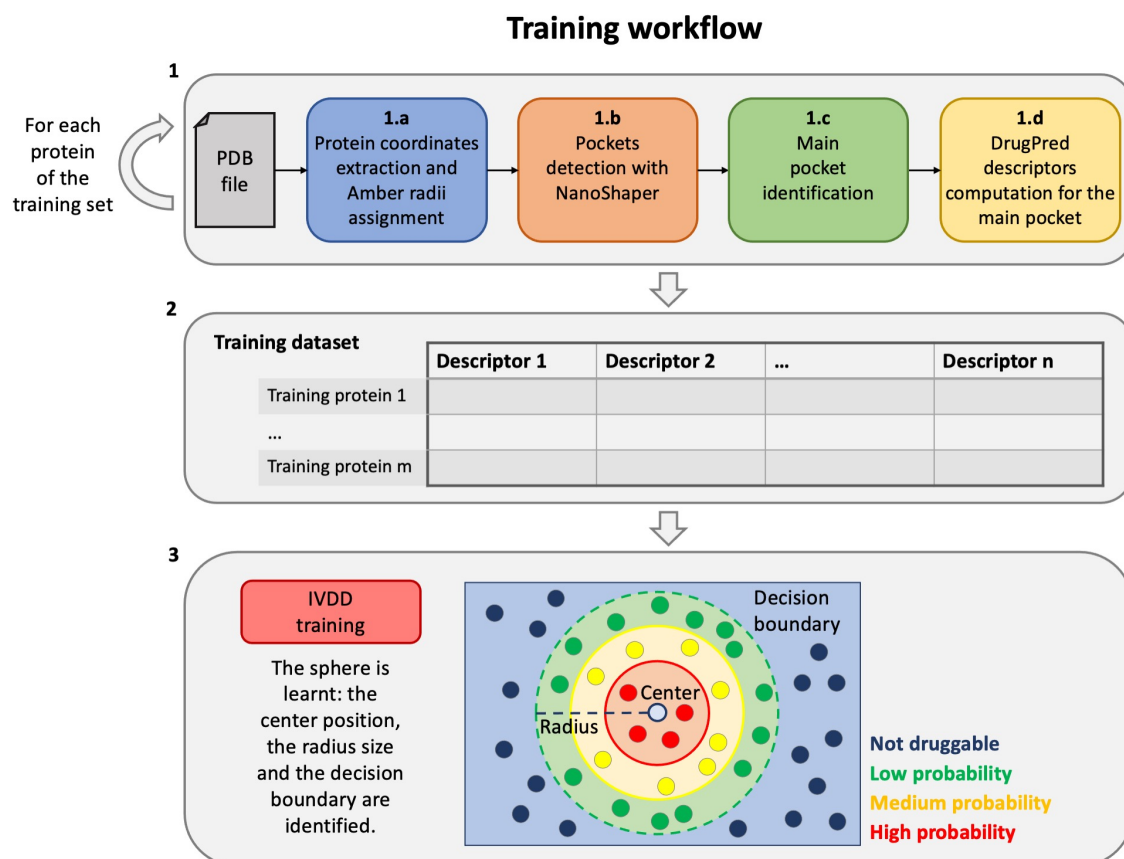 Training workflow
1
For each
protein
of the
training set
PDB
file
1.a
Protein coordinates
extraction and
Amber radii
assignment
1.b
Pockets
detection with
NanoShaper
1.c
Main
pocket
identification
1.d
DrugPred
descriptors
computation for the
main pocket
2
Training dataset
Descriptor 1
Descriptor 2
...
Descriptor n
Training protein 1
...
Training protein m
3
IVDD
training
The sphere is
learnt: the
center position,
the radius size
and the decision
boundary are
identified.
Decision
boundary
Center
Radius
Not druggable
Low probability
Medium probability
High probability